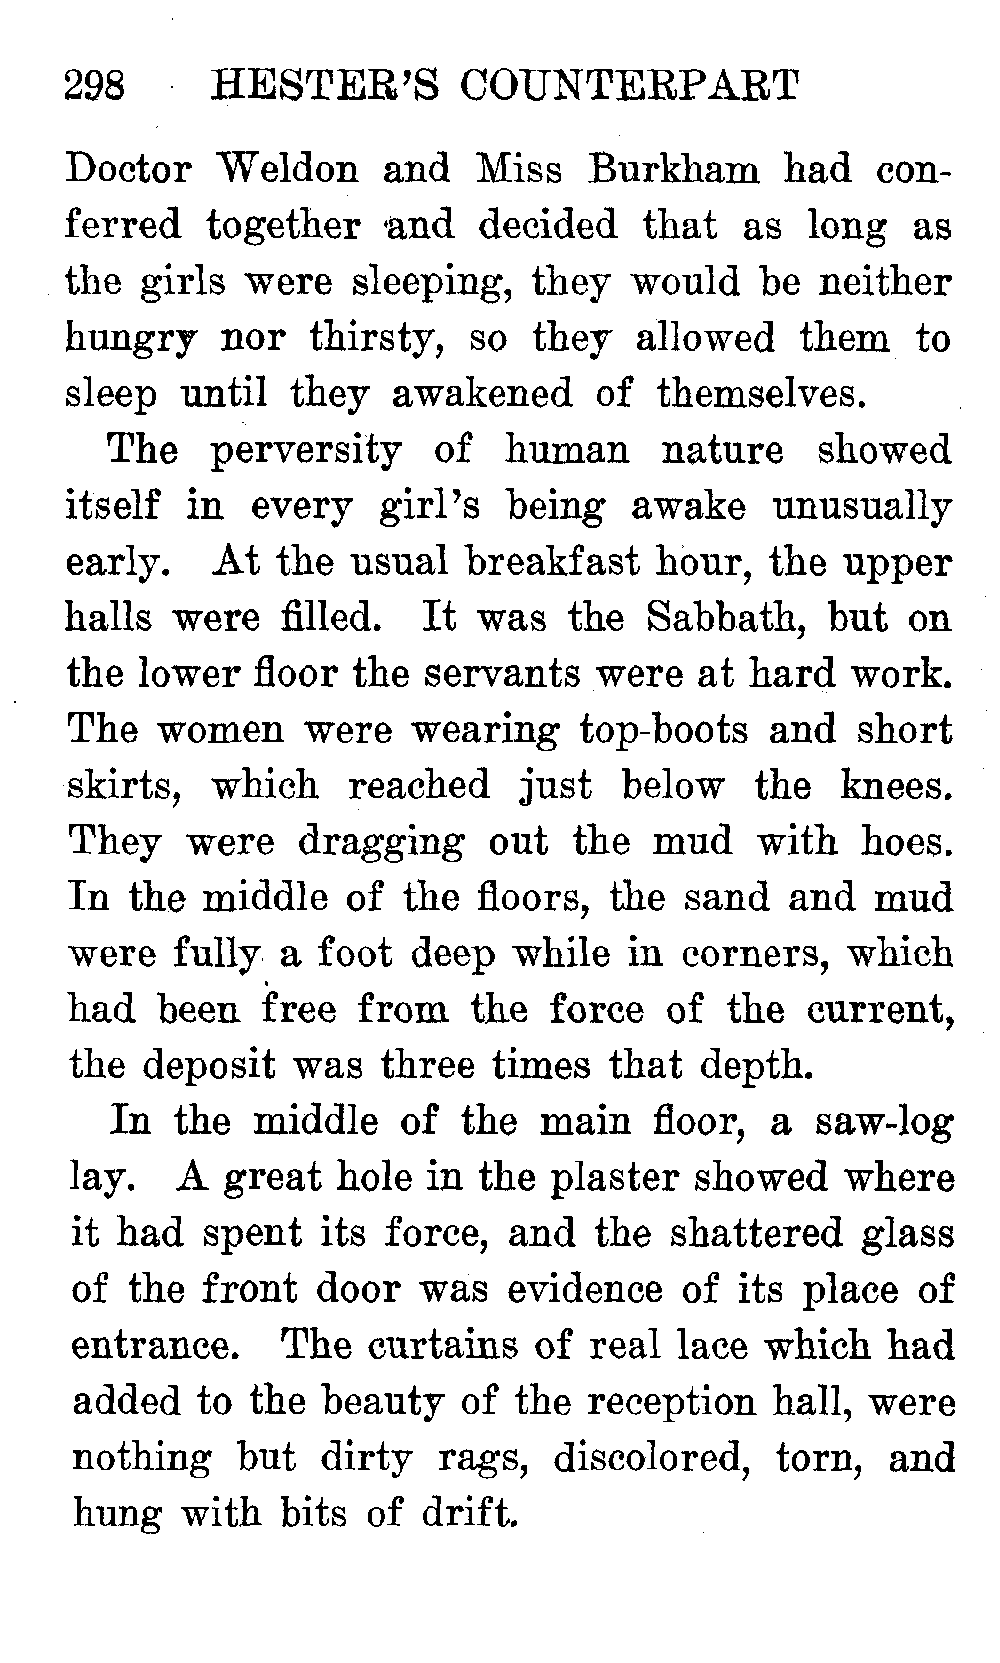 298 HESTER'S COUNTERPART
Doctor Weldon and Miss Burkham had con-
ferred together and decided that as long as
the girls were sleeping, they would be neither
hungry nor thirsty, so they allowed them to
sleep until they awakened of themselves.
The perversity of human nature showed
itself in every girl's being awake unusually
early. At the usual breakfast hour, the upper
halls were filled. It was the Sabbath, but on
the lower floor the servants were at hard work.
The women were wearing top-boots and short
skirts, which reached just below the knees.
They were dragging out the mud with hoes.
In the middle of the floors, the sand and mud
were fully a foot deep while in corners, which
had been free from the force of the current,
the deposit was three times that depth.
In the middle of the main floor, a saw-log
lay. A great hole in the plaster showed where
it had spent its force, and the shattered glass
of the front door was evidence of its place of
entrance. The curtains of real lace which had
added to the beauty of the reception hall, were
nothing but dirty rags, discolored, torn, and
hung with bits of drift.